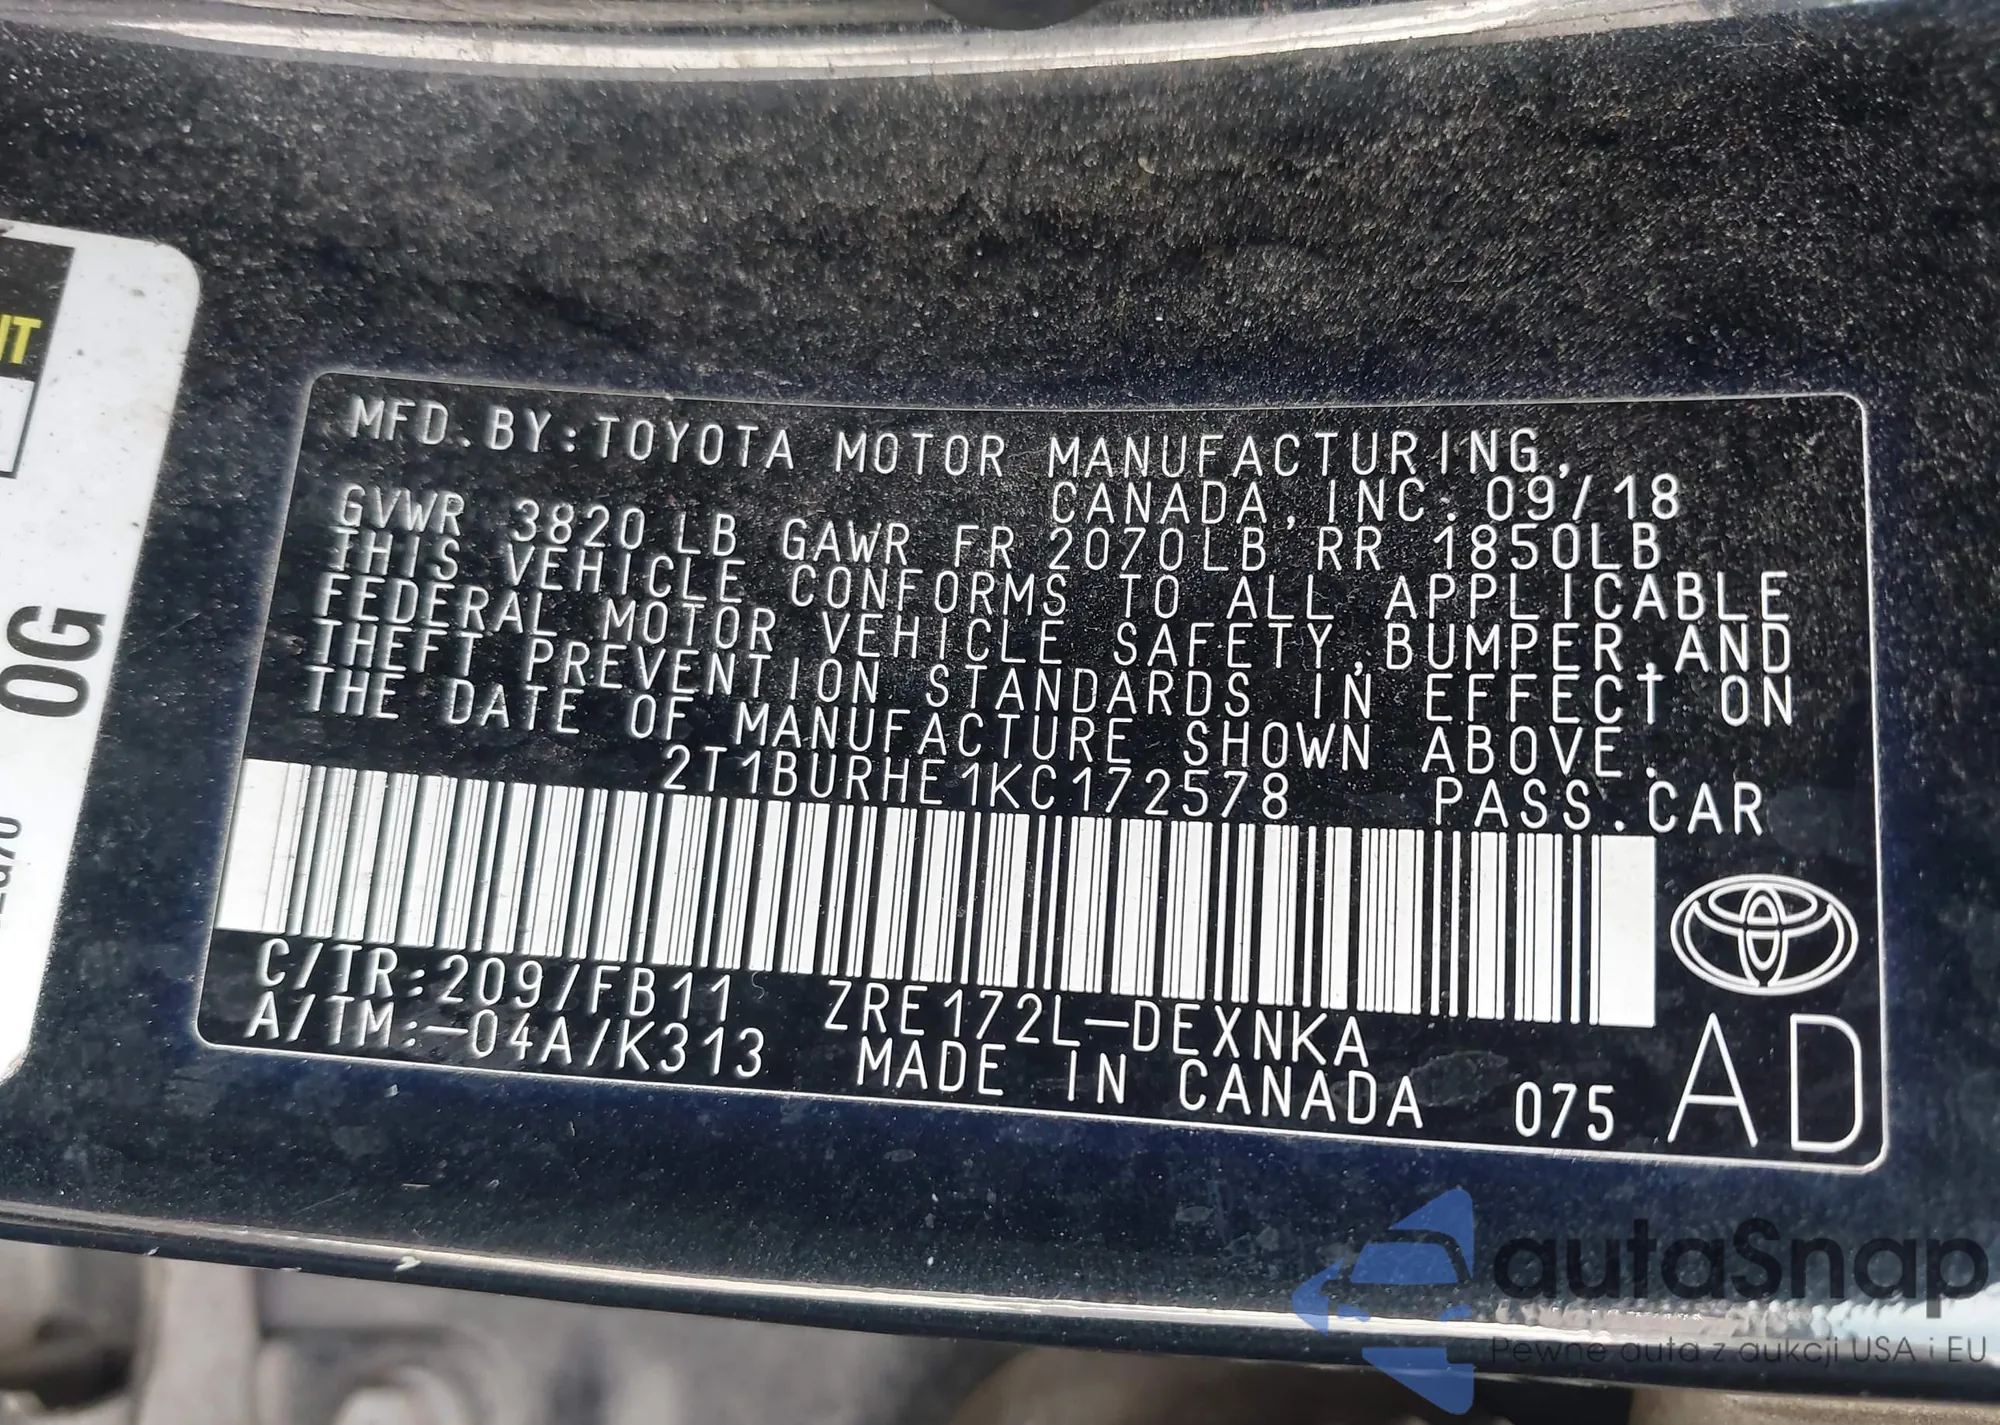 MFD.BY:TOYOTA MOTOR MANUFACTURING,
CANADA,INC. 09/18
GVWR 3820LB GAWR FR 2070LB RR 1850LB
THIS VEHICLE CONFORMS TO ALL APPLICABLE
FEDERAL MOTOR VEHICLE SAFETY,BUMPER,AND
THEFT PREVENTION STANDARDS IN EFFECT ON
THE DATE OF MANUFACTURE SHOWN ABOVE.
2T1BURHE1KC172578 PASS.CAR
C/TR:209/FB11 ZRE172L-DEXNKA
A/TM:-04A/K313 MADE IN CANADA 075 AD
OG
autaSnap
Pewne auta z aukcji USA i EU